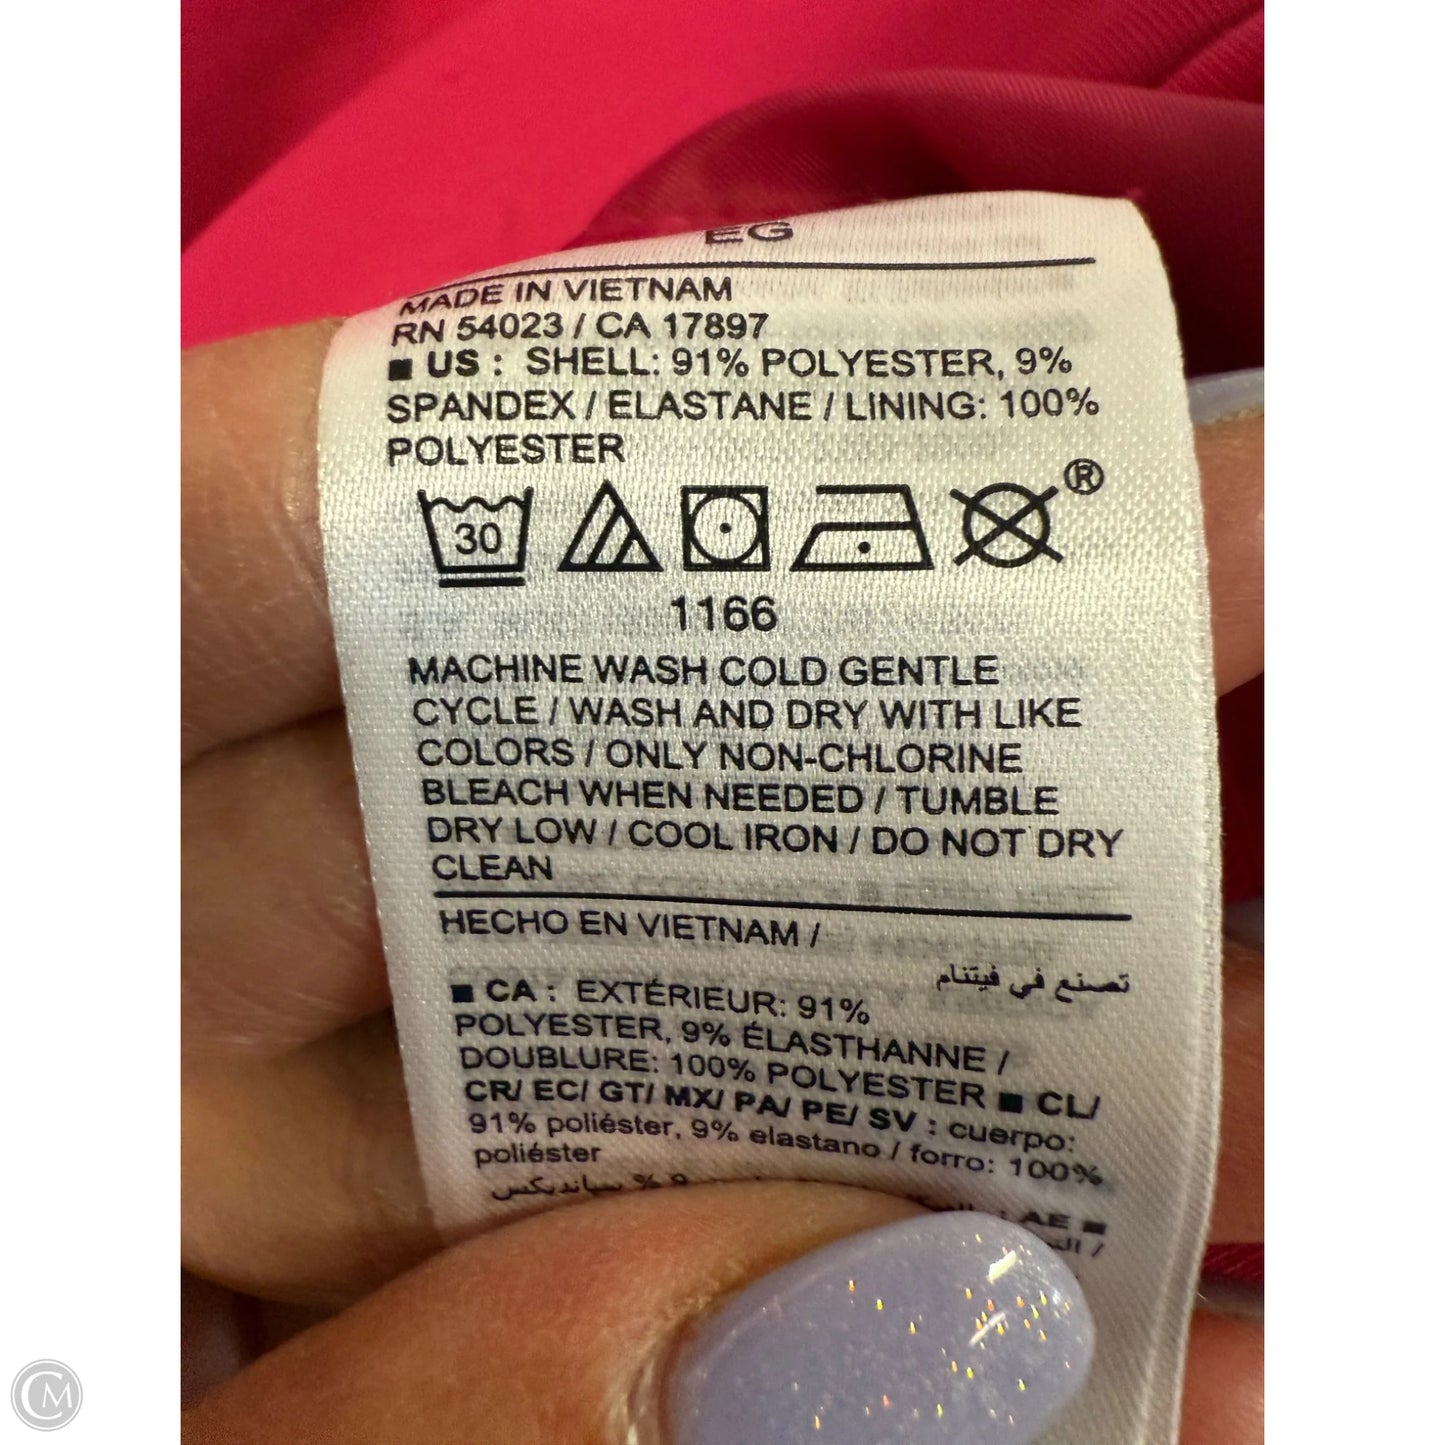 EG
MADE IN VIETNAM
RN 54023 / CA 17897
■ US : SHELL: 91% POLYESTER, 9%
SPANDEX / ELASTANE / LINING: 100%
POLYESTER
30
®
1166
MACHINE WASH COLD GENTLE
CYCLE / WASH AND DRY WITH LIKE
COLORS / ONLY NON-CHLORINE
BLEACH WHEN NEEDED / TUMBLE
DRY LOW / COOL IRON / DO NOT DRY
CLEAN
HECHO EN VIETNAM /
تصنع في فيتنام
■ CA : EXTÉRIEUR: 91%
POLYESTER, 9% ÉLASTHANNE /
DOUBLURE: 100% POLYESTER ■ CL/
CR/ EC/ GT/ MX/ PA/ PE/ SV : cuerpo:
91% poliéster, 9% elastano / forro: 100%
poliéster
■ AE :
% سباندیکس
CM